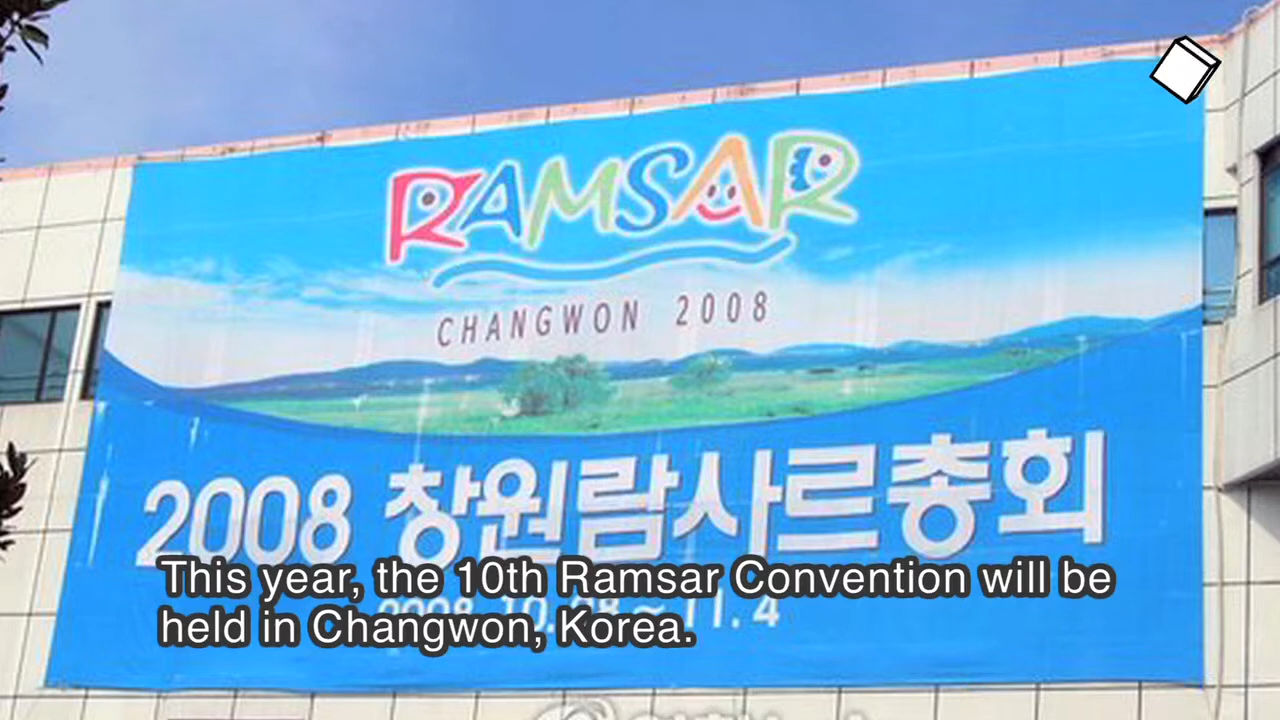 RAMSAR
CHANGWON 2008
2008 창원람사르총회
This year, the 10th Ramsar Convention will be
held in Changwon, Korea.